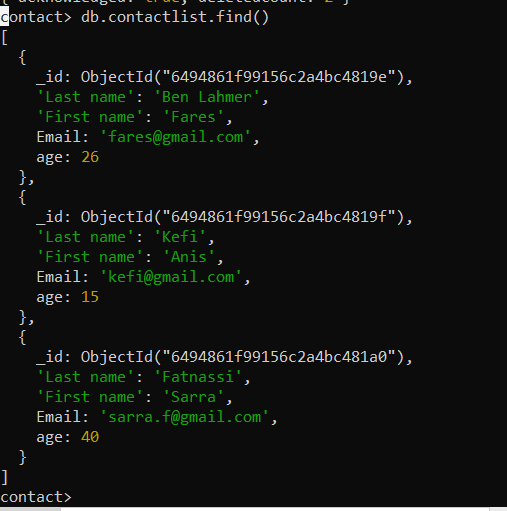 { acknowledged: true, deletedCount: 2 }
contact> db.contactlist.find()
[
  {
    _id: ObjectId("6494861f99156c2a4bc4819e"),
    'Last name': 'Ben Lahmer',
    'First name': 'Fares',
    Email: 'fares@gmail.com',
    age: 26
  },
  {
    _id: ObjectId("6494861f99156c2a4bc4819f"),
    'Last name': 'Kefi',
    'First name': 'Anis',
    Email: 'kefi@gmail.com',
    age: 15
  },
  {
    _id: ObjectId("6494861f99156c2a4bc481a0"),
    'Last name': 'Fatnassi',
    'First name': 'Sarra',
    Email: 'sarra.f@gmail.com',
    age: 40
  }
]
contact>